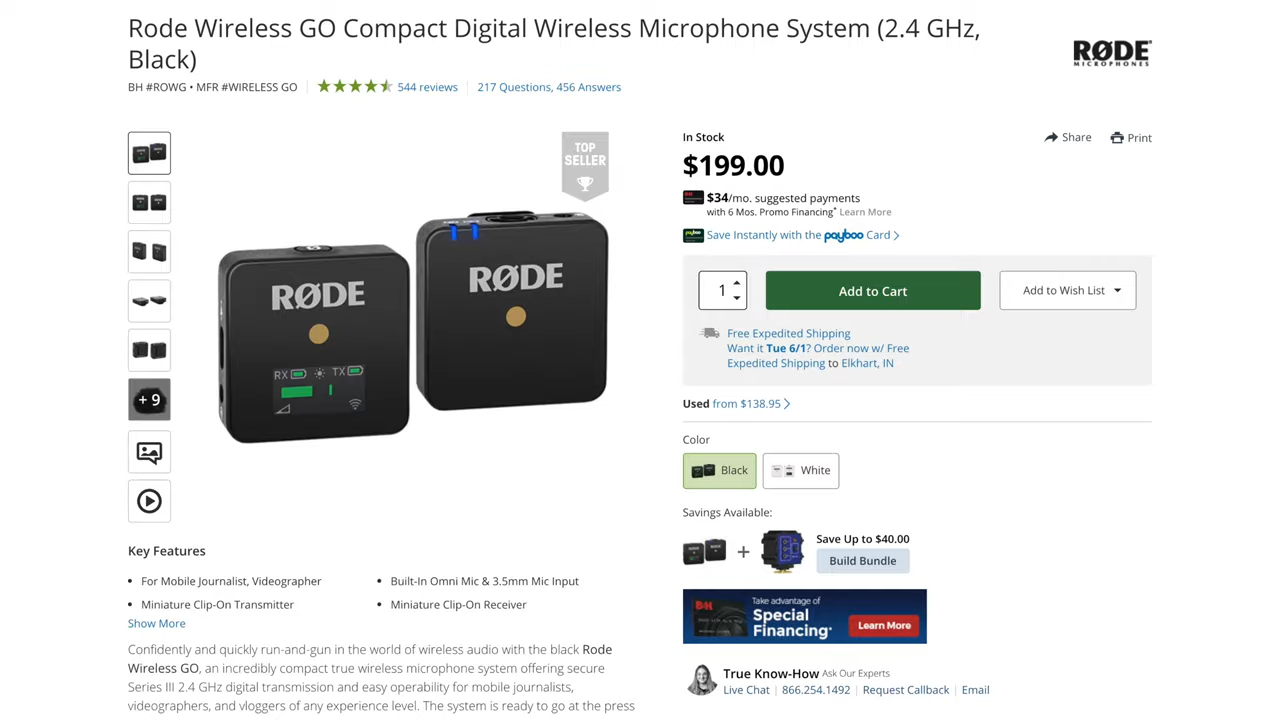 Rode Wireless GO Compact Digital Wireless Microphone System (2.4 GHz,
Black)
RØDE
MICROPHONES
BH #ROWG • MFR #WIRELESS GO
544 reviews
217 Questions, 456 Answers
TOP
SELLER
RØDE
RX TX
RØDE
+ 9
In Stock
Share
Print
$199.00
$34/mo. suggested payments
with 6 Mos. Promo Financing* Learn More
Save Instantly with the payboo Card >
1
Add to Cart
Add to Wish List
Free Expedited Shipping
Want it Tue 6/1? Order now w/ Free
Expedited Shipping to Elkhart, IN
Used from $138.95 >
Color
Black
White
Savings Available:
+
Save Up to $40.00
Build Bundle
B&H
Take advantage of
Special
Financing*
Learn More
True Know-How Ask Our Experts
Live Chat | 866.254.1492 | Request Callback | Email
Key Features
• For Mobile Journalist, Videographer
• Built-In Omni Mic & 3.5mm Mic Input
• Miniature Clip-On Transmitter
• Miniature Clip-On Receiver
Show More
Confidently and quickly run-and-gun in the world of wireless audio with the black Rode
Wireless GO, an incredibly compact true wireless microphone system offering secure
Series III 2.4 GHz digital transmission and easy operability for mobile journalists,
videographers, and vloggers of any experience level. The system is ready to go at the press